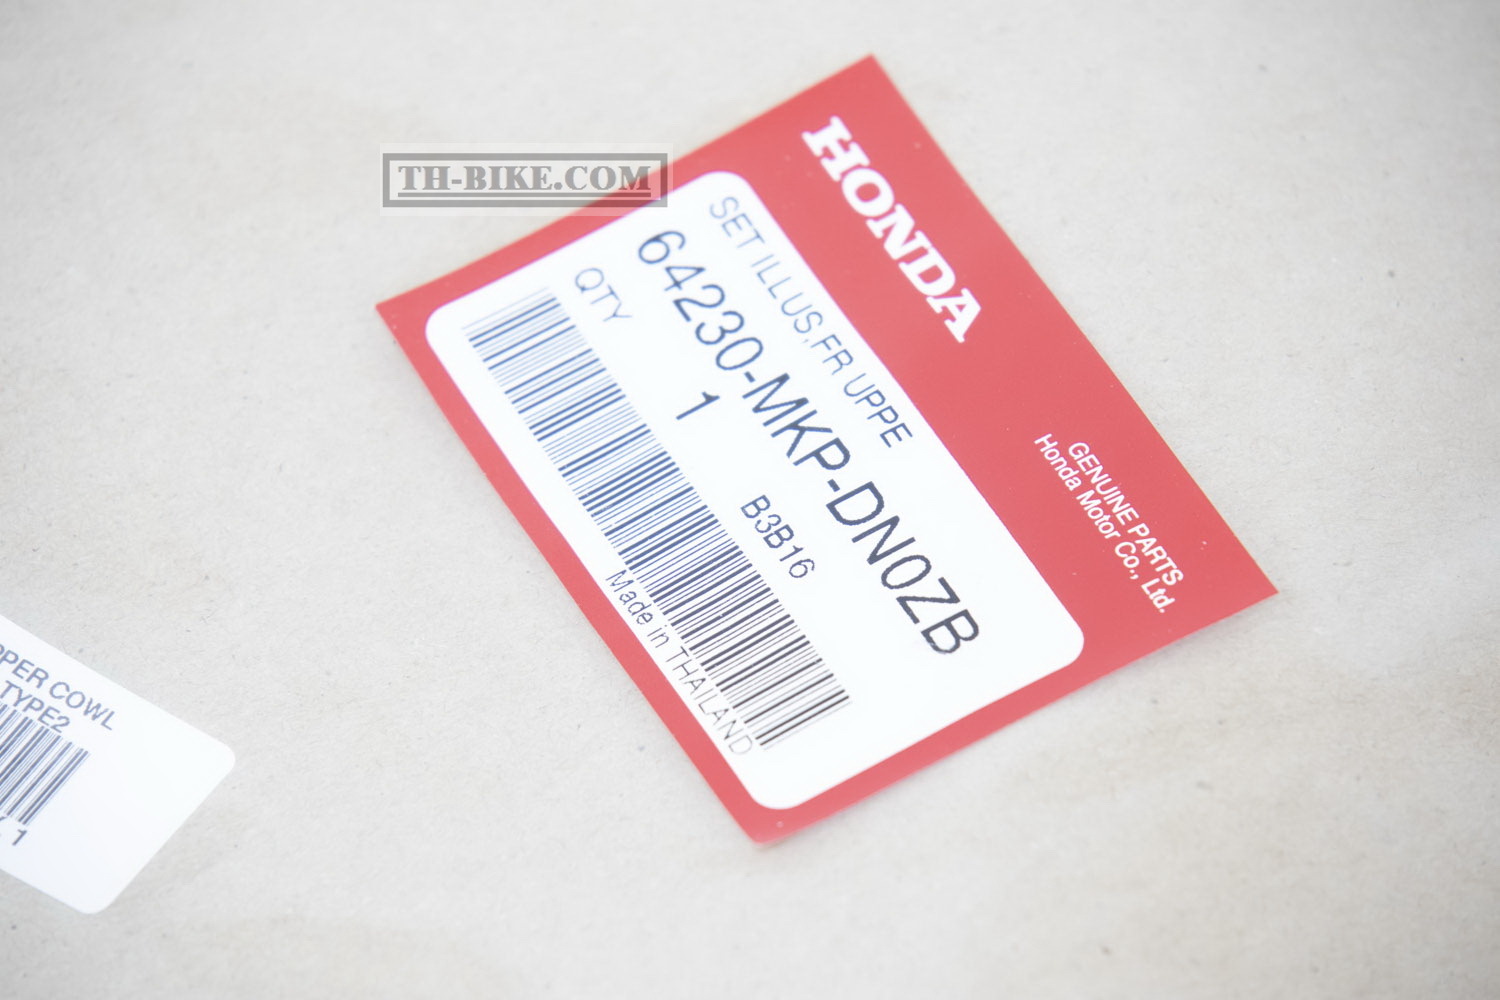 TH-BIKE.COM
HONDA
GENUINE PARTS
Honda Motor Co., Ltd.
SET ILLUS,FR UPPE
64230-MKP-DN0ZB
QTY 1 B3B16
Made in THAILAND
COWL
TYPE2
1